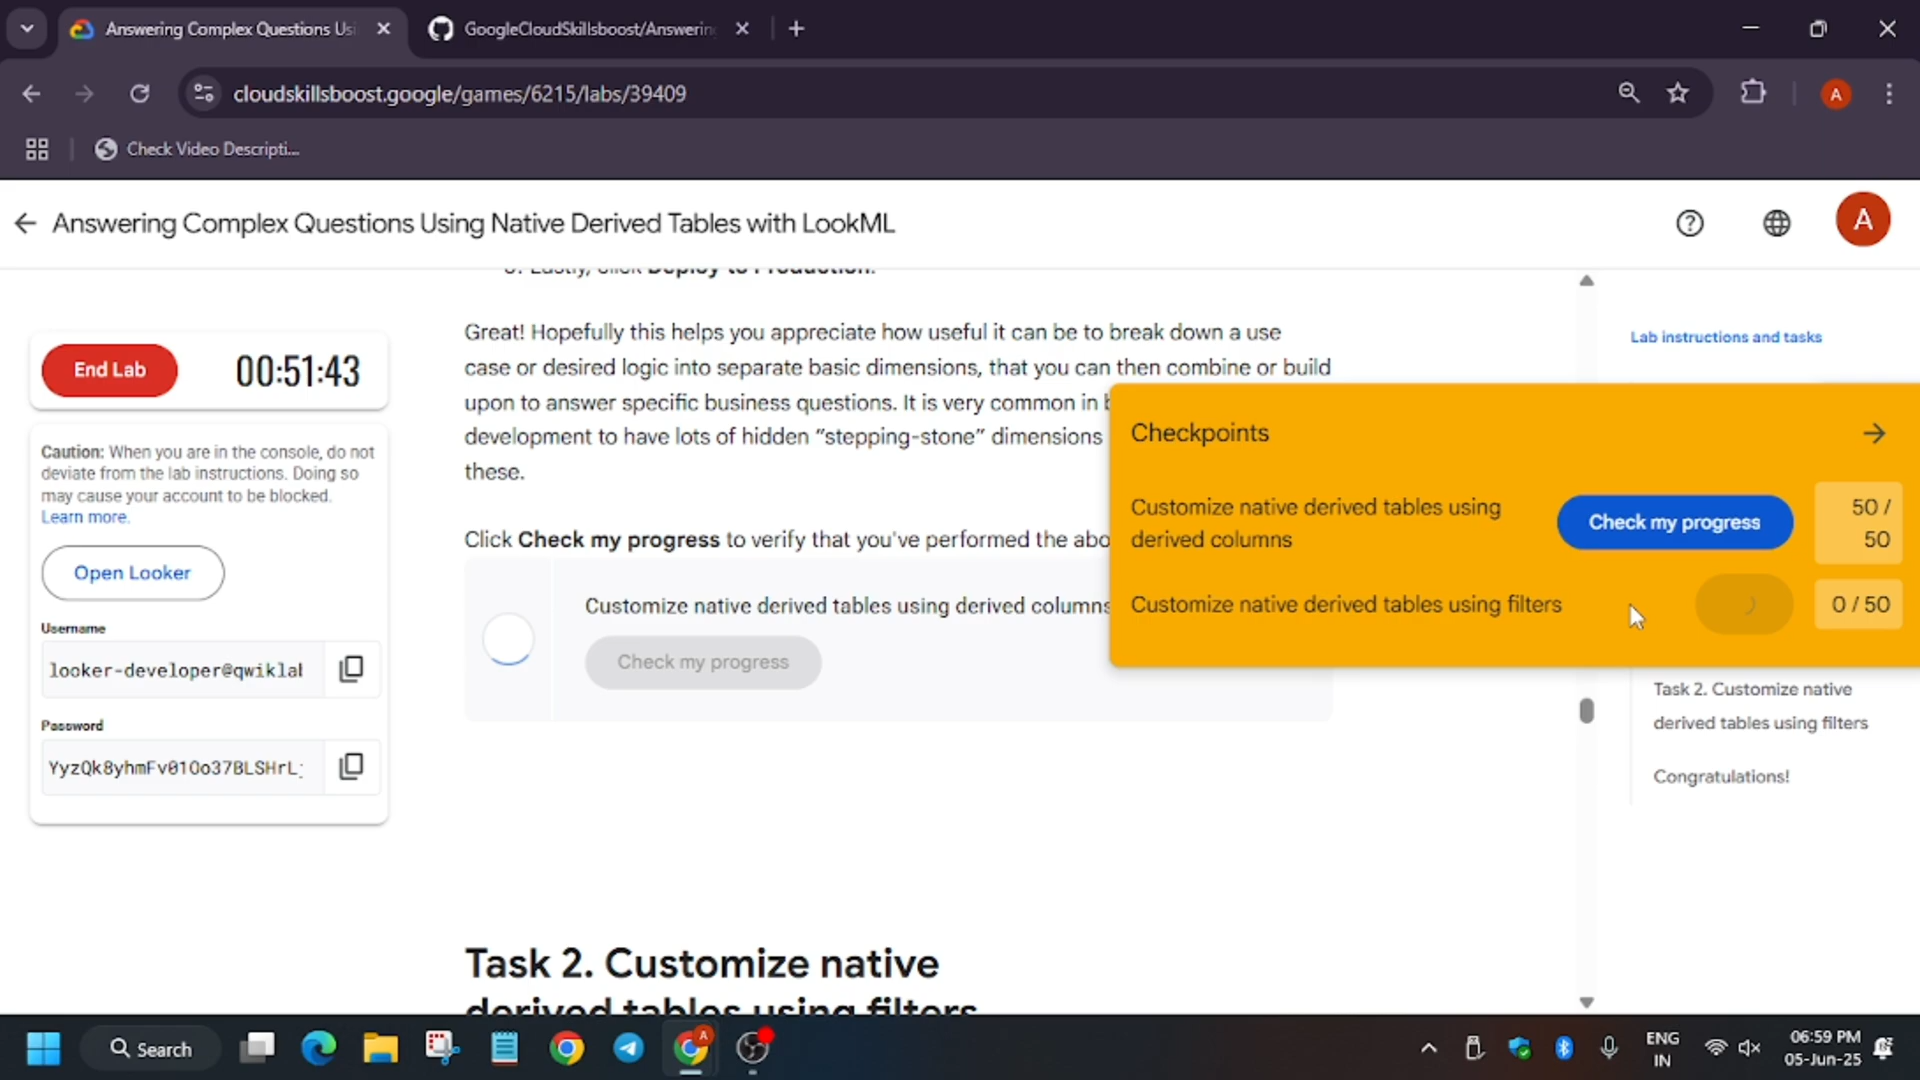 Answering Complex Questions Usi
GoogleCloudSkillsboost/Answering
cloudskillsboost.google/games/6215/labs/39409
A
Check Video Descripti...
Answering Complex Questions Using Native Derived Tables with LookML
A
Lastly, click Deploy to Production.
End Lab
00:51:43
Caution: When you are in the console, do not
deviate from the lab instructions. Doing so
may cause your account to be blocked.
Learn more.
Open Looker
Username
looker-developer@qwiklab
Password
YyzQk8yhmFv01Oo37BLSHrL
Great! Hopefully this helps you appreciate how useful it can be to break down a use
case or desired logic into separate basic dimensions, that you can then combine or build
upon to answer specific business questions. It is very common in b
development to have lots of hidden “stepping-stone” dimensions
these.
Click Check my progress to verify that you've performed the abo
Customize native derived tables using derived columns
Check my progress
Task 2. Customize native
derived tables using filters
Lab instructions and tasks
Checkpoints
Customize native derived tables using
derived columns
Check my progress
50 /
50
Customize native derived tables using filters
0 / 50
Task 2. Customize native
derived tables using filters
Congratulations!
Search
A
ENG
IN
06:59 PM
05-Jun-25